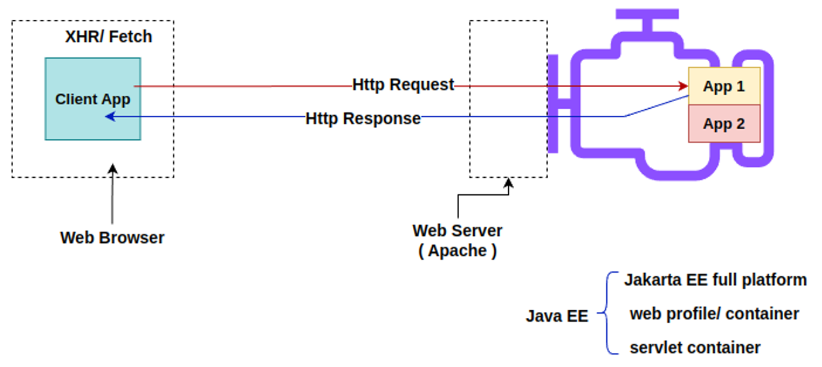 XHR/ Fetch
Client App
Http Request
App 1
Http Response
App 2
Web Browser
Web Server
( Apache )
Java EE
Jakarta EE full platform
web profile/ container
servlet container